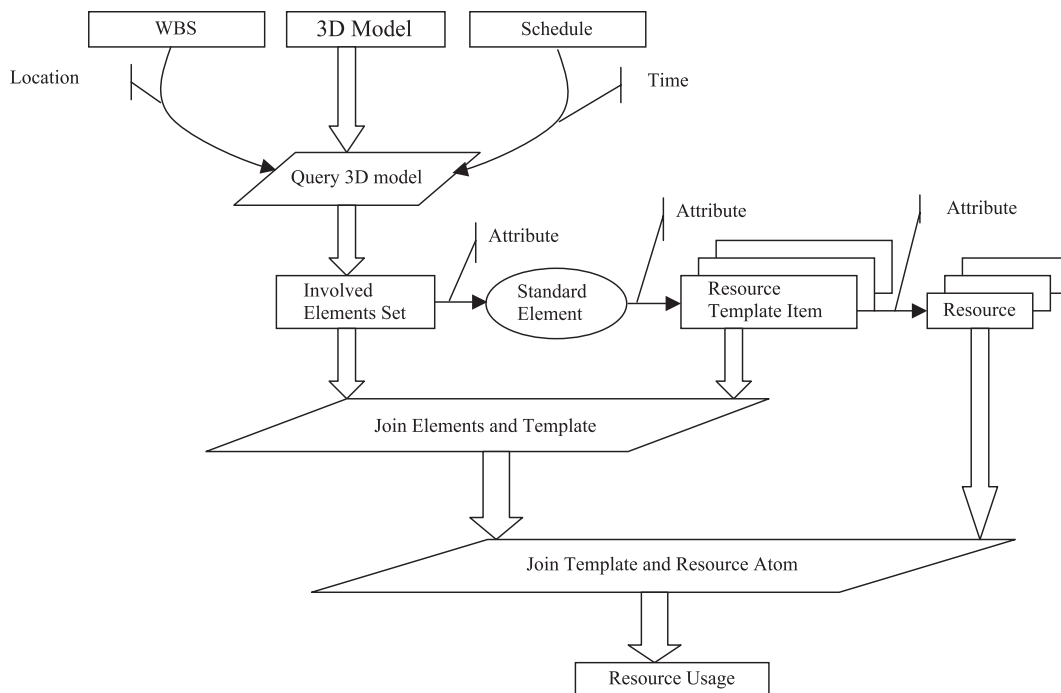 WBS
3D Model
Schedule
Location
Time
Query 3D model
Attribute
Attribute
Attribute
Involved
Elements Set
Standard
Element
Resource
Template Item
Resource
Join Elements and Template
Join Template and Resource Atom
Resource Usage